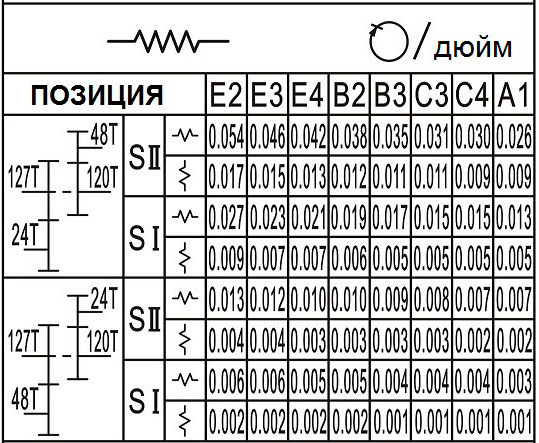 / дюйм
ПОЗИЦИЯ E2 E3 E4 B2 B3 C3 C4 A1
48T 127T 120T 24T SⅡ 0.054 0.046 0.042 0.038 0.035 0.031 0.030 0.026
0.017 0.015 0.013 0.012 0.011 0.011 0.009 0.009
SⅠ 0.027 0.023 0.021 0.019 0.017 0.015 0.015 0.013
0.009 0.007 0.007 0.006 0.005 0.005 0.005 0.005
24T 127T 120T 48T SⅡ 0.013 0.012 0.010 0.010 0.009 0.008 0.007 0.007
0.004 0.004 0.003 0.003 0.003 0.003 0.002 0.002
SⅠ 0.006 0.006 0.005 0.005 0.004 0.004 0.004 0.003
0.002 0.002 0.002 0.002 0.001 0.001 0.001 0.001